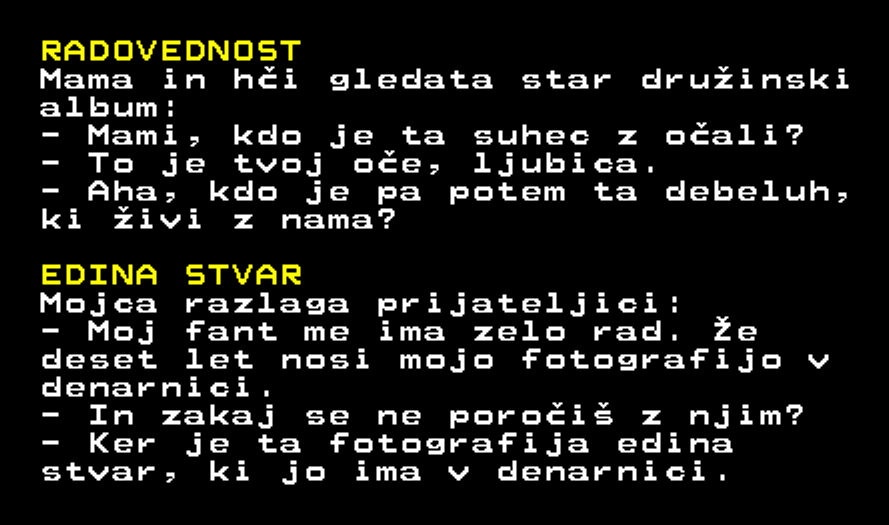 RADOVEDNOST
Mama in hči gledata star družinski
album:
- Mami, kdo je ta suhec z očali?
- To je tvoj oče, ljubica.
- Aha, kdo je pa potem ta debeluh,
ki živi z nama?
EDINA STVAR
Mojca razlaga prijateljici:
- Moj fant me ima zelo rad. Že
deset let nosi mojo fotografijo v
denarnici.
- In zakaj se ne poročiš z njim?
- Ker je ta fotografija edina
stvar, ki jo ima v denarnici.